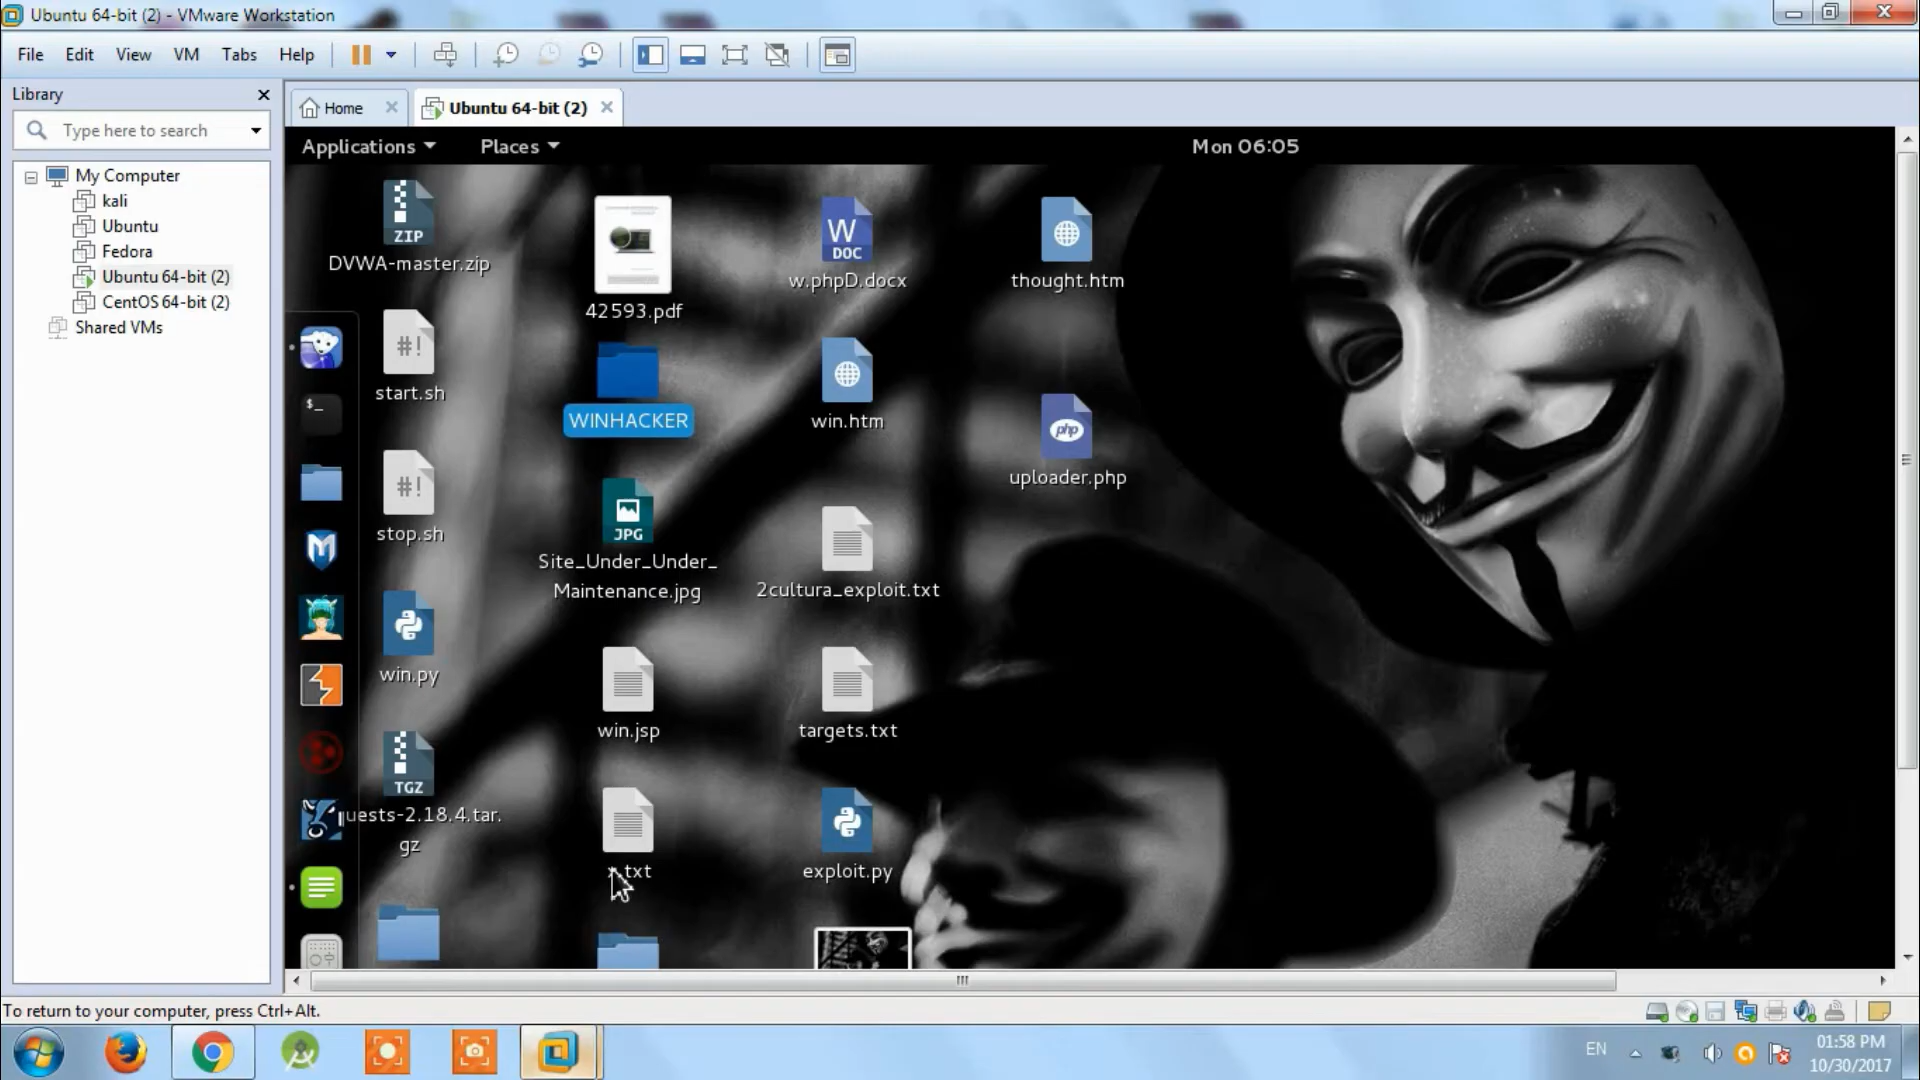 Ubuntu 64-bit (2) - VMware Workstation
File Edit View VM Tabs Help
Library
Home
Ubuntu 64-bit (2)
Type here to search
My Computer
kali
Ubuntu
Fedora
Ubuntu 64-bit (2)
CentOS 64-bit (2)
Shared VMs
Applications
Places
Mon 06:05
ZIP
DVWA-master.zip
#!
start.sh
#!
stop.sh
win.py
TGZ
uests-2.18.4.tar.
gz
42593.pdf
WINHACKER
JPG
Site_Under_Under_
Maintenance.jpg
win.jsp
.txt
W
DOC
w.phpD.docx
win.htm
2cultura_exploit.txt
targets.txt
exploit.py
thought.htm
php
uploader.php
$_
To return to your computer, press Ctrl+Alt.
EN
01:58 PM
10/30/2017